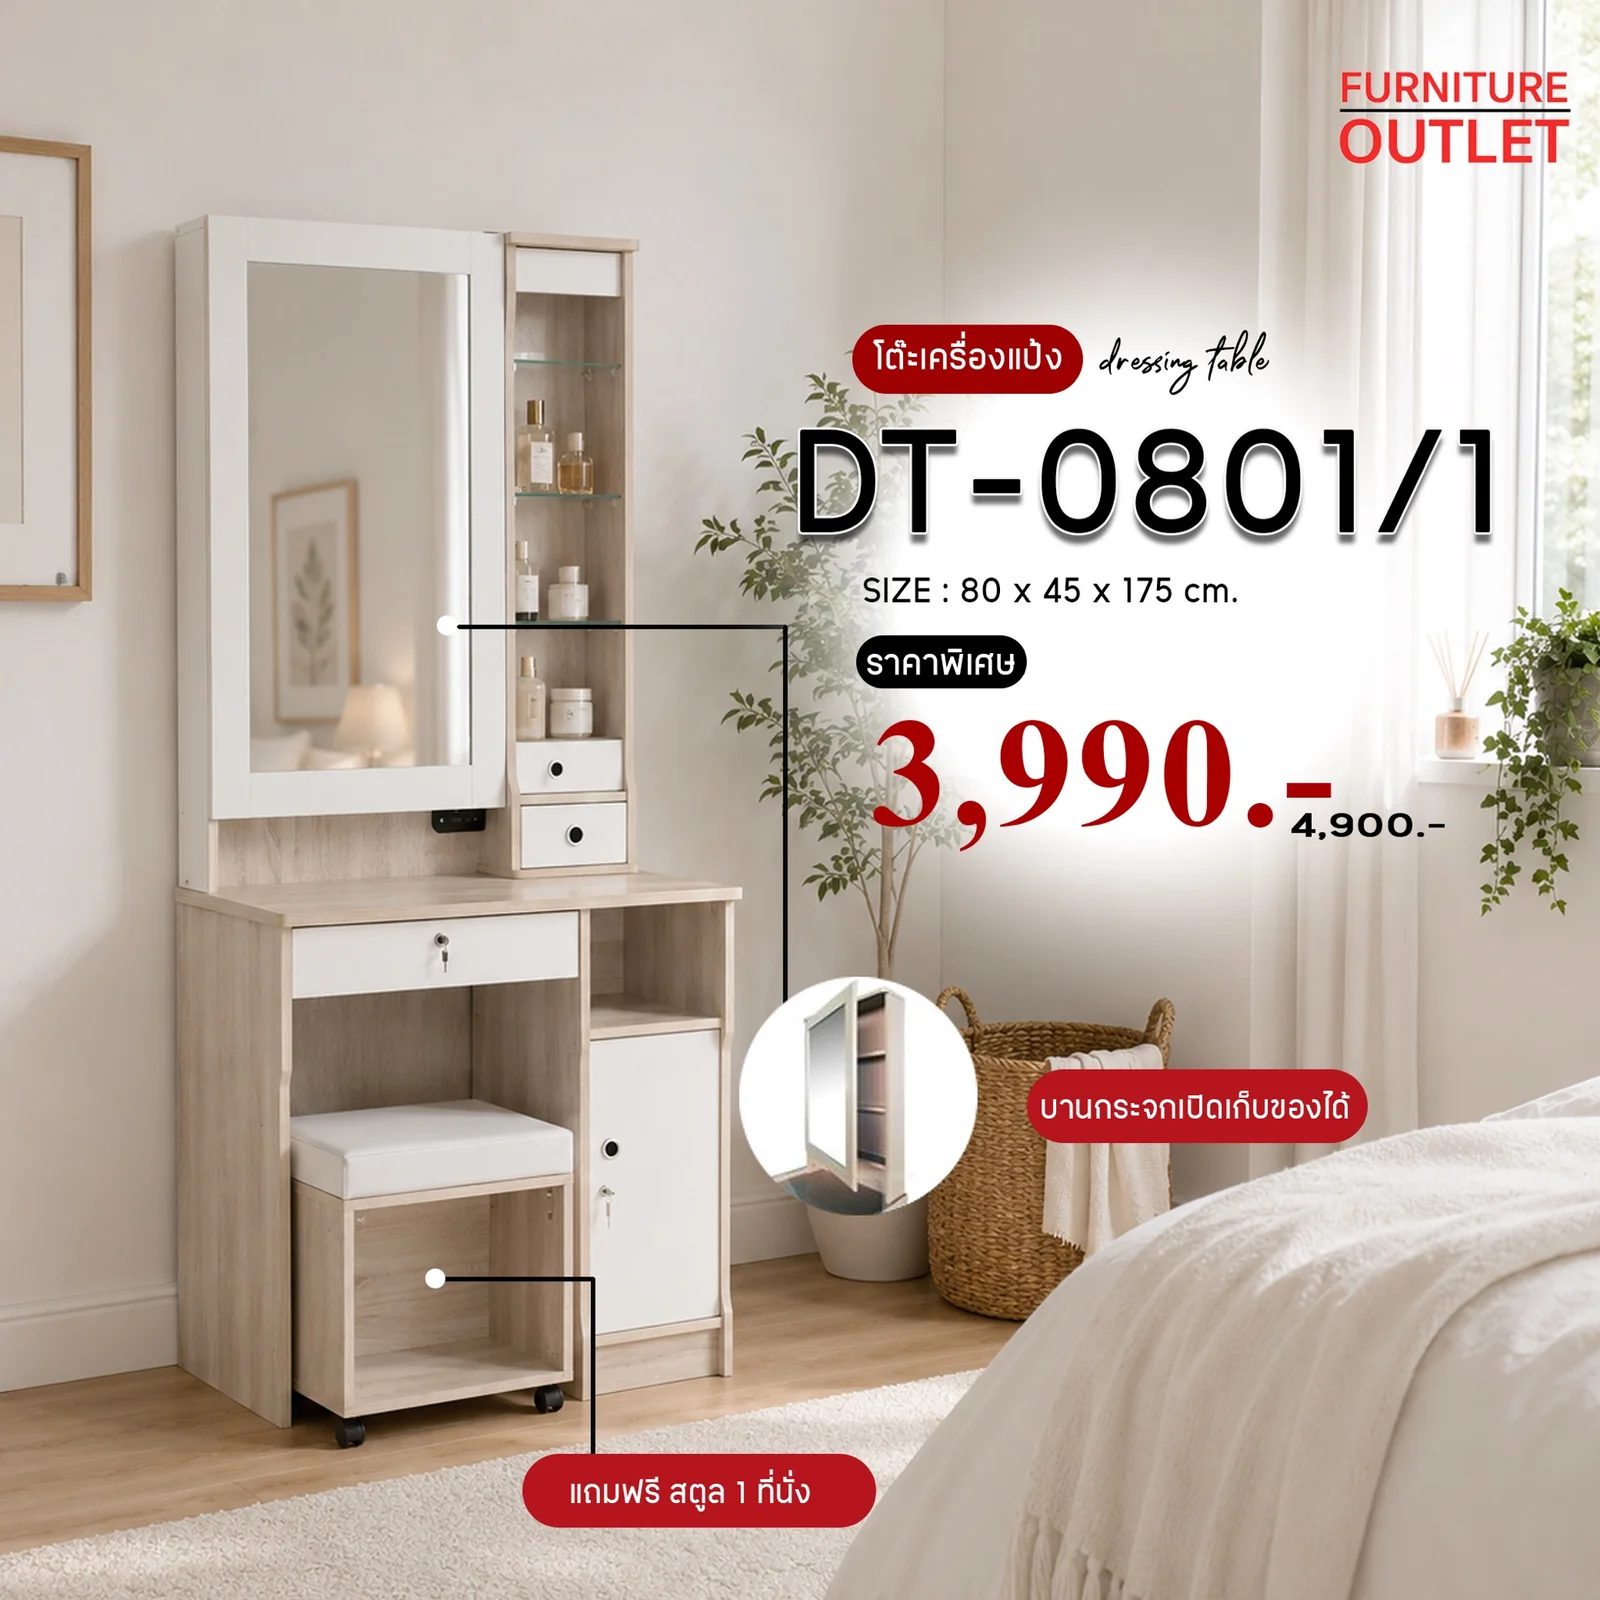 FURNITURE
OUTLET
โต๊ะเครื่องแป้ง dressing table
DT-0801/1
SIZE : 80 x 45 x 175 cm.
ราคาพิเศษ
3,990.-
4,900.-
บานกระจกเปิดเก็บของได้
แถมฟรี สตูล 1 ที่นั่ง